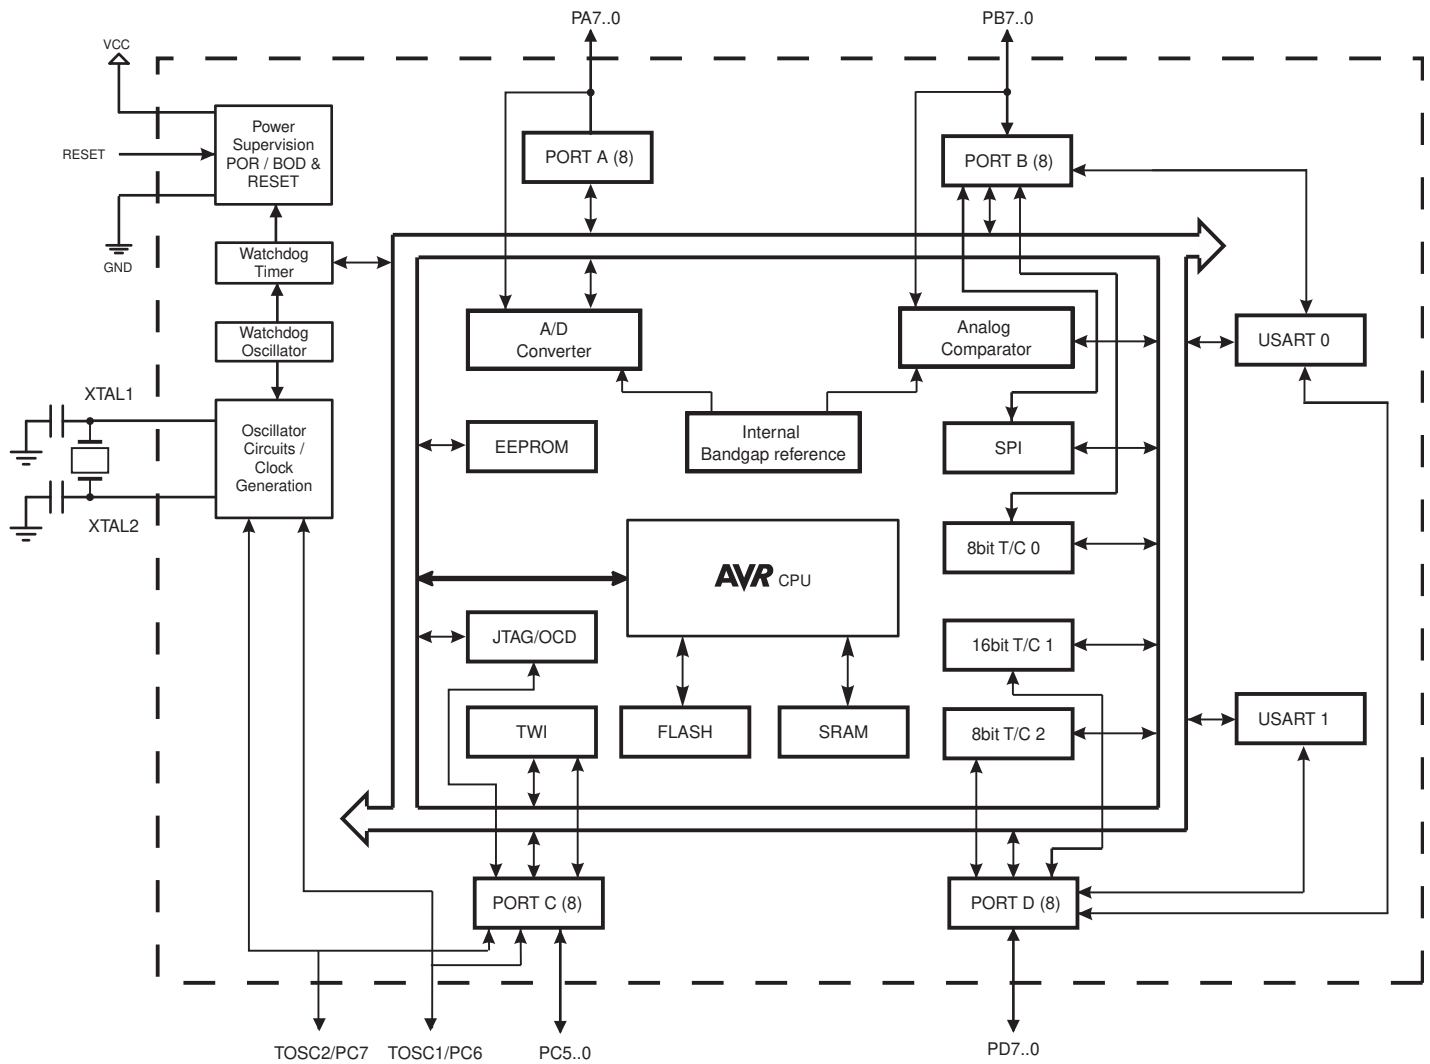 PA7..0
PB7..0
VCC
RESET
GND
Power
Supervision
POR / BOD &
RESET
PORT A (8)
PORT B (8)
Watchdog
Timer
Watchdog
Oscillator
A/D
Converter
Analog
Comparator
USART 0
XTAL1
XTAL2
Oscillator
Circuits /
Clock
Generation
EEPROM
Internal
Bandgap reference
SPI
8bit T/C 0
AVR CPU
JTAG/OCD
16bit T/C 1
TWI
FLASH
SRAM
8bit T/C 2
USART 1
PORT C (8)
PORT D (8)
TOSC2/PC7
TOSC1/PC6
PC5..0
PD7..0